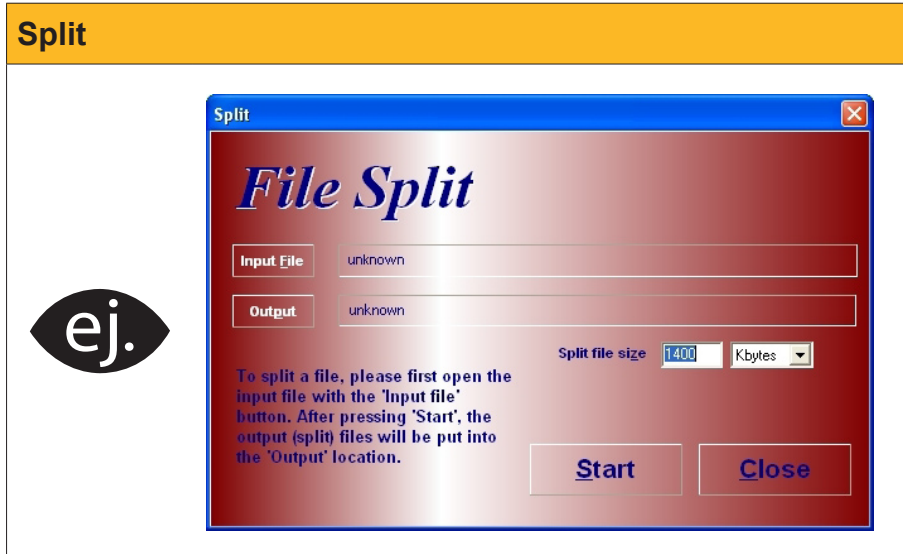 Split
Split
File Split
Input File unknown
Output unknown
ej.
Split file size 1400 Kbytes
To split a file, please first open the
input file with the 'Input file'
button. After pressing 'Start', the
output (split) files will be put into
the 'Output' location.
Start Close